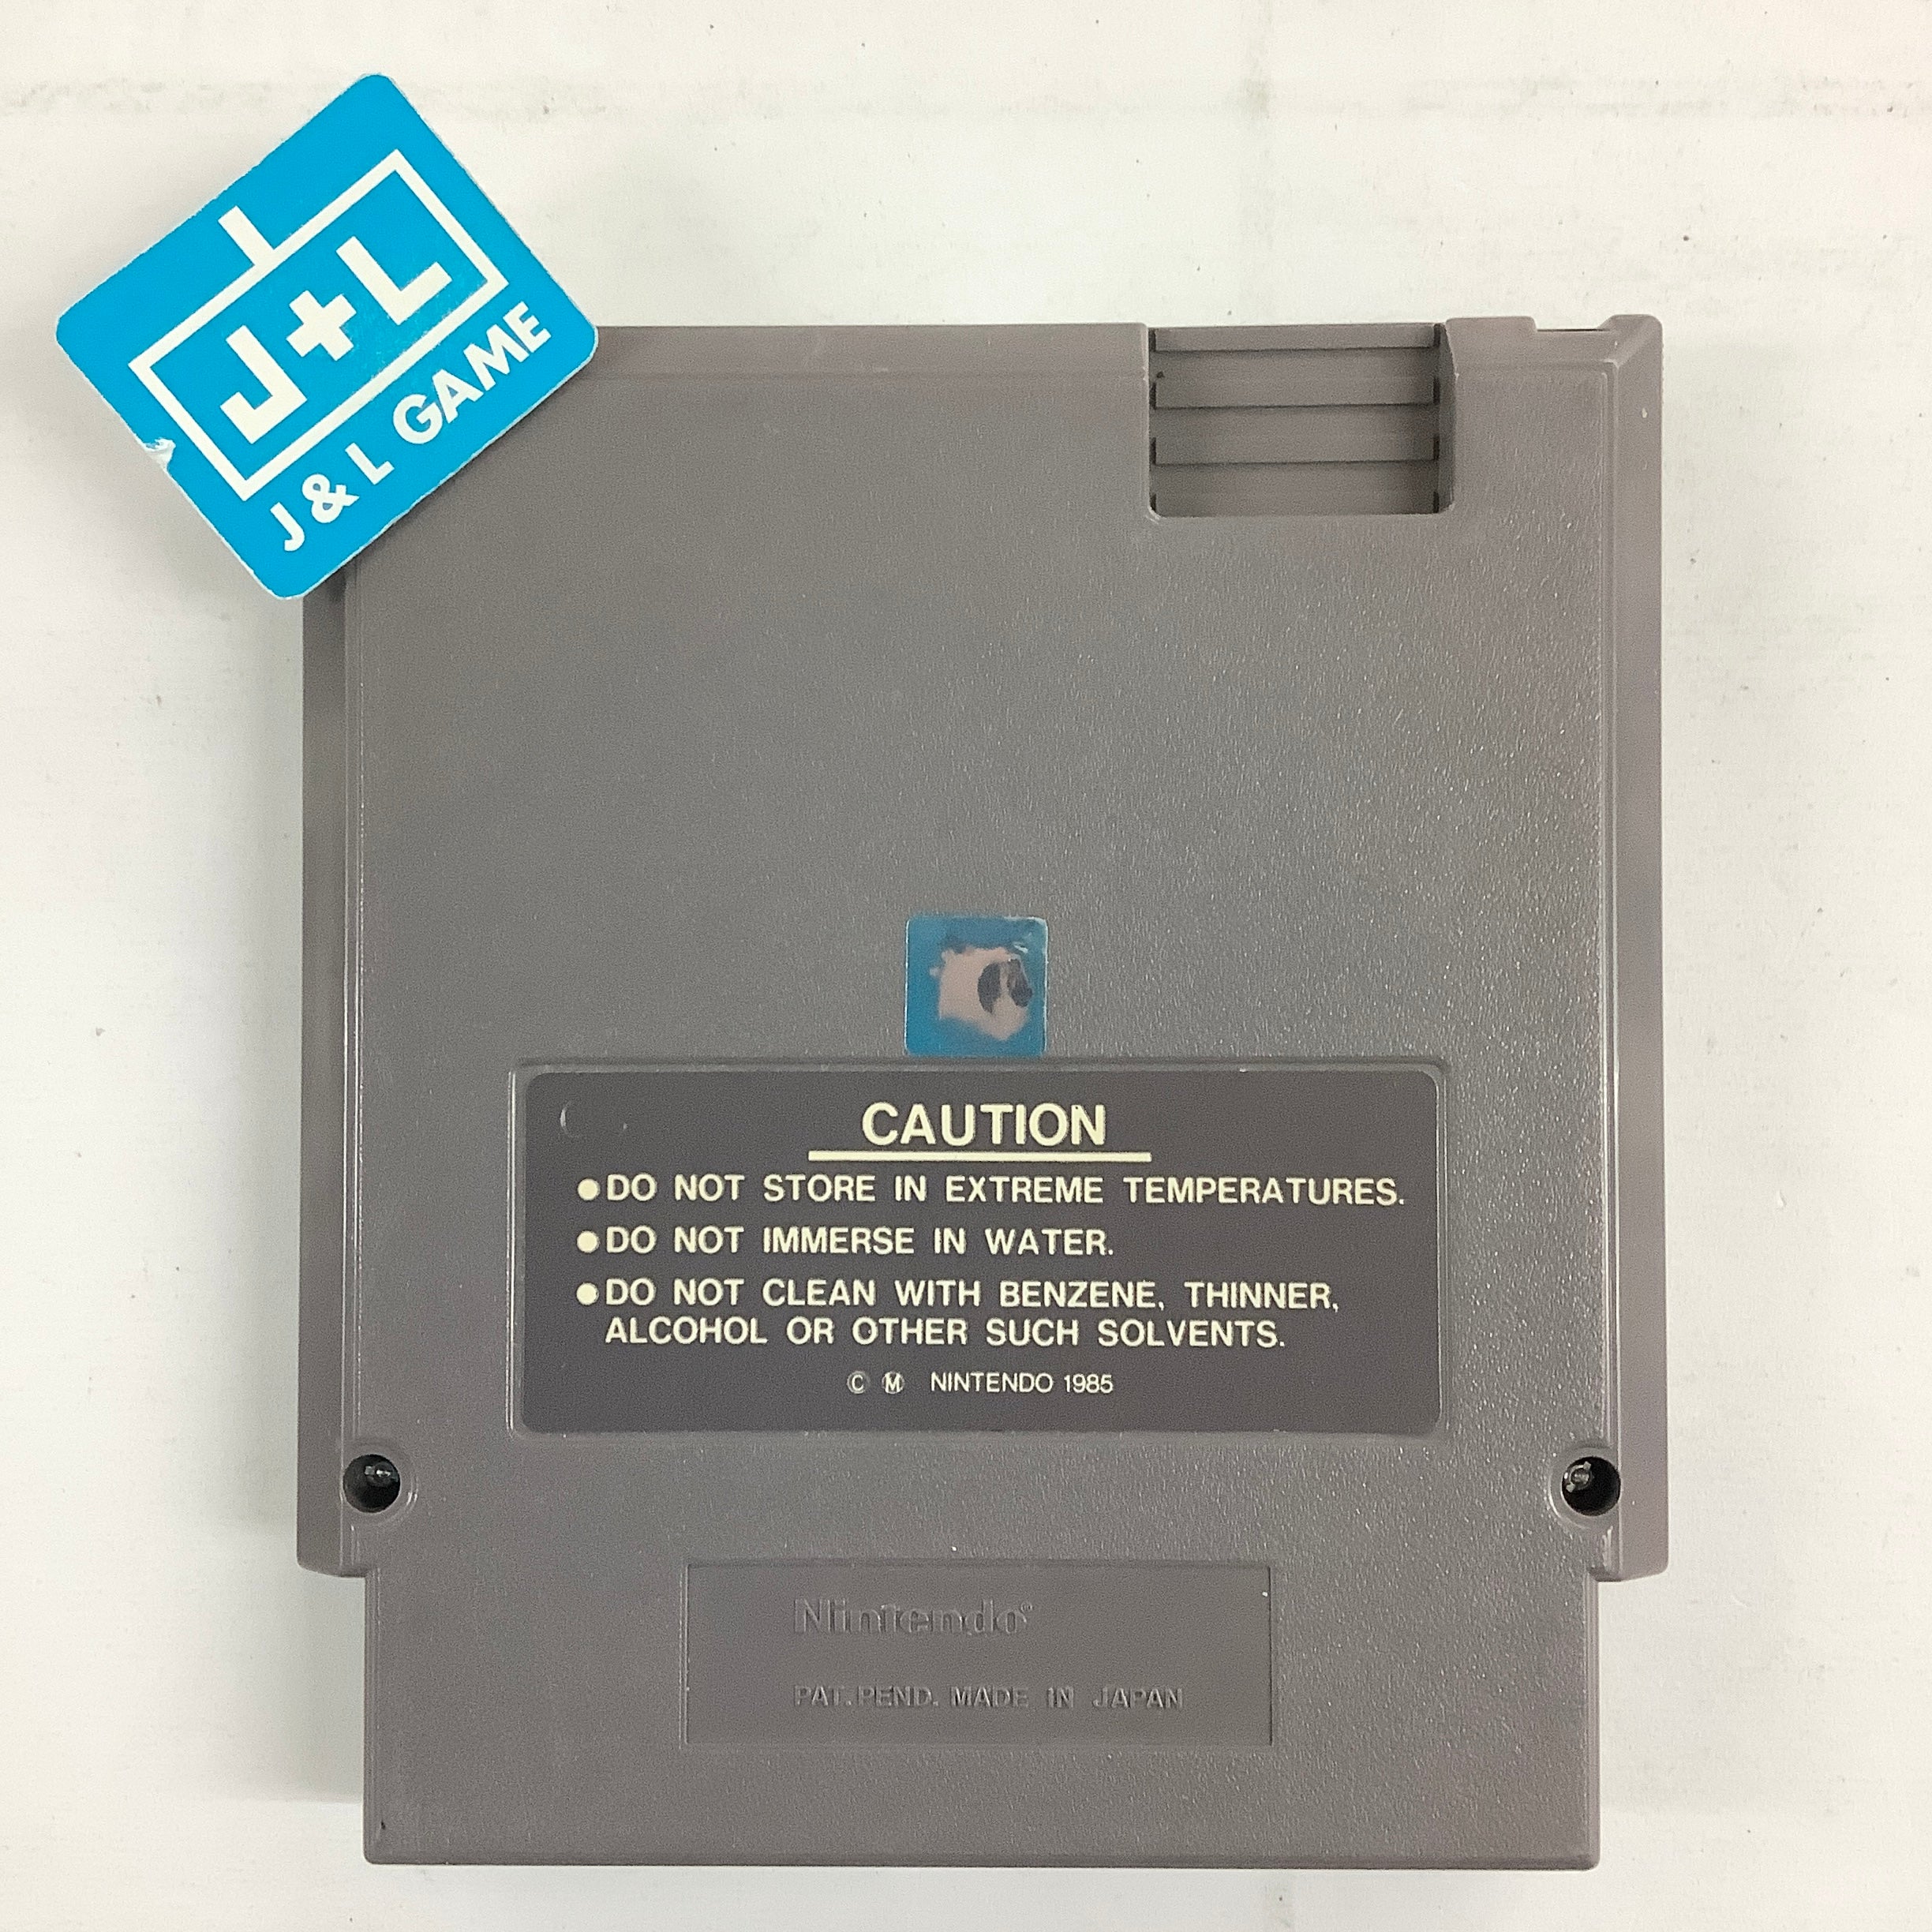 J+L
J & L GAME
CAUTION
●DO NOT STORE IN EXTREME TEMPERATURES.
●DO NOT IMMERSE IN WATER.
●DO NOT CLEAN WITH BENZENE, THINNER,
ALCOHOL OR OTHER SUCH SOLVENTS.
Ⓒ Ⓜ NINTENDO 1985
Nintendo®
PAT. PEND. MADE IN JAPAN